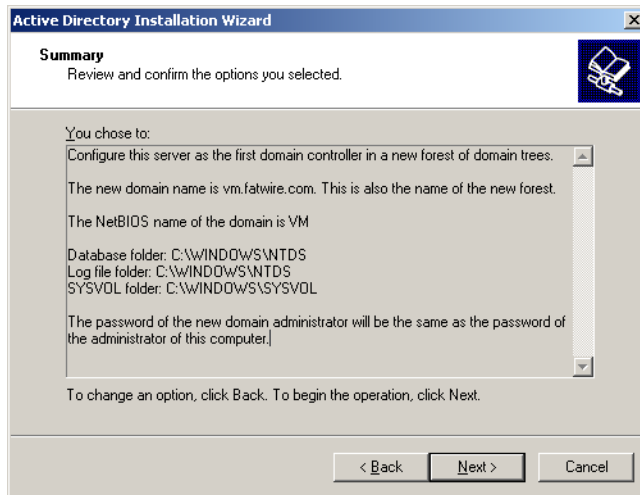 Active Directory Installation Wizard
Summary
Review and confirm the options you selected.
You chose to:
Configure this server as the first domain controller in a new forest of domain trees.
The new domain name is vm.fatwire.com. This is also the name of the new forest.
The NetBIOS name of the domain is VM
Database folder: C:\WINDOWS\NTDS
Log file folder: C:\WINDOWS\NTDS
SYSVOL folder: C:\WINDOWS\SYSVOL
The password of the new domain administrator will be the same as the password of
the administrator of this computer.
To change an option, click Back. To begin the operation, click Next.
< Back Next > Cancel